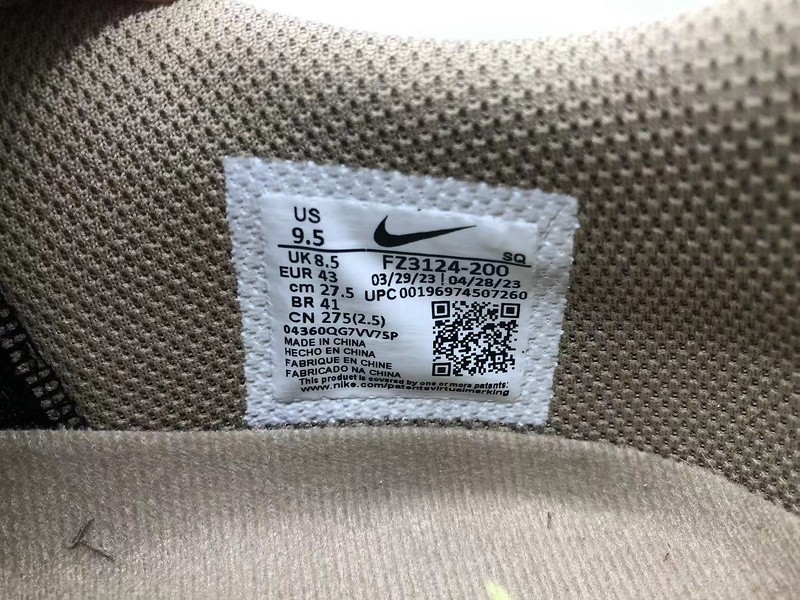 US
9.5
UK 8.5
EUR 43
cm 27.5
BR 41
CN 275(2.5)
04360QG7VV7SP
SQ
FZ3124-200
03/29/23 | 04/28/23
UPC 00196974507260
MADE IN CHINA
HECHO EN CHINA
FABRIQUE EN CHINE
FABRICADO NA CHINA
This product is covered by one or more patents:
www.nike.com/patentsvirtualmarking